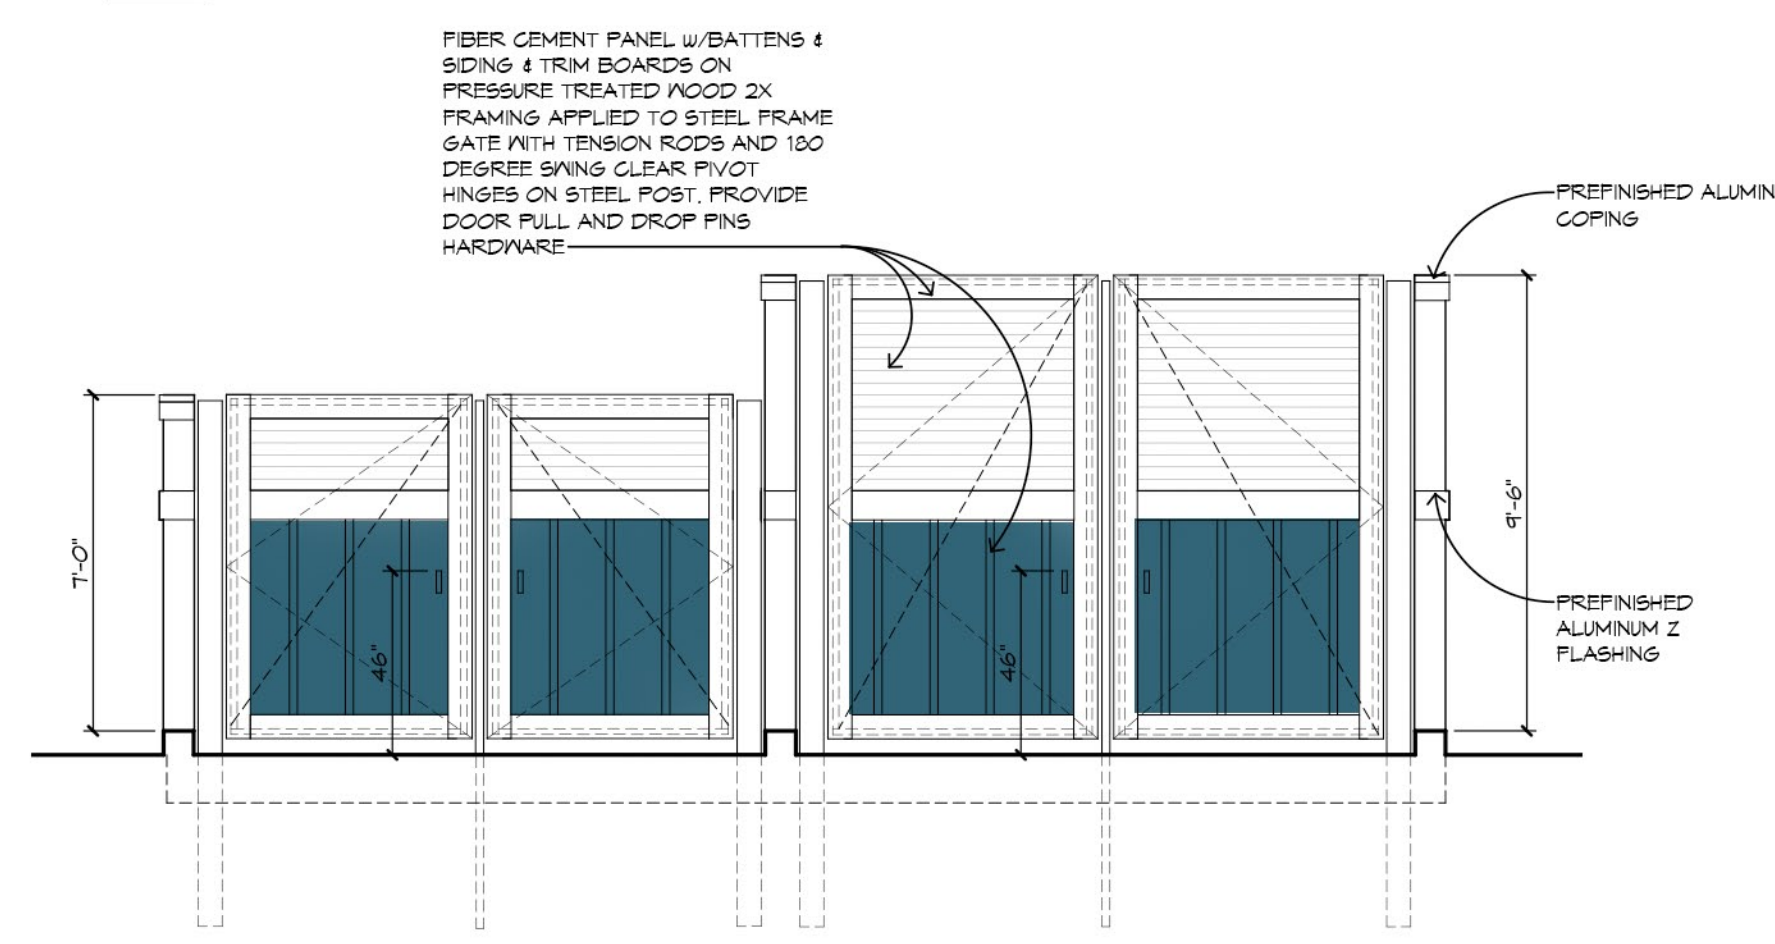 FIBER CEMENT PANEL W/BATTENS &
SIDING & TRIM BOARDS ON
PRESSURE TREATED WOOD 2X
FRAMING APPLIED TO STEEL FRAME
GATE WITH TENSION RODS AND 180
DEGREE SWING CLEAR PIVOT
HINGES ON STEEL POST. PROVIDE
DOOR PULL AND DROP PINS
HARDWARE
PREFINISHED ALUMIN
COPING
7'-0"
46"
46"
9'-6"
PREFINISHED
ALUMINUM Z
FLASHING